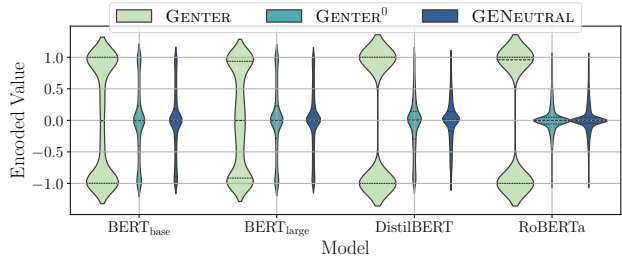 GENTER GENTER⁰ GENEUTRAL
1.0
0.5
0.0
−0.5
−1.0
Encoded Value
BERTbase BERTlarge DistilBERT RoBERTa
Model